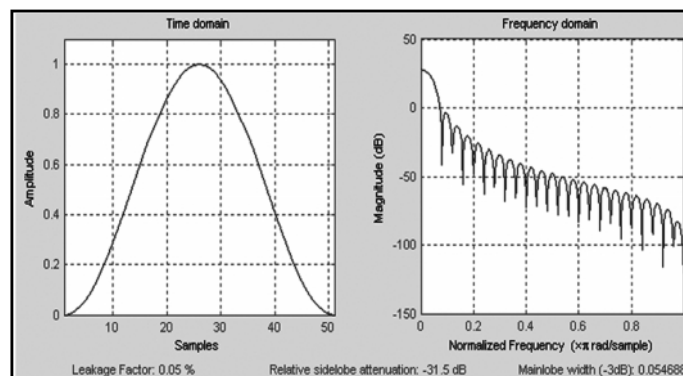 Time domain
Frequency domain
1
0.8
0.6
0.4
0.2
0
Amplitude
10
20
30
40
50
Samples
50
0
-50
-100
-150
Magnitude (dB)
0
0.2
0.4
0.6
0.8
Normalized Frequency (×π rad/sample)
Leakage Factor: 0.05 %
Relative sidelobe attenuation: -31.5 dB
Mainlobe width (-3dB): 0.054688